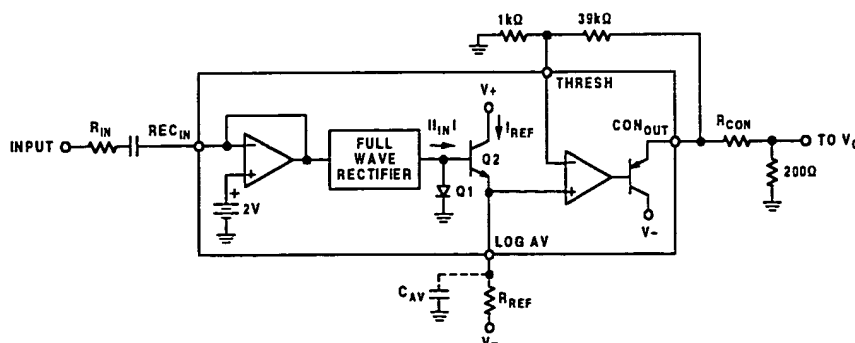 1kΩ
39kΩ
V+
THRESH
R_IN
REC_IN
|I_IN|
I_REF
CON_OUT
R_CON
INPUT
FULL
WAVE
RECTIFIER
Q2
TO V_C
Q1
+
2V
200Ω
V–
LOG AV
C_AV
R_REF
V–